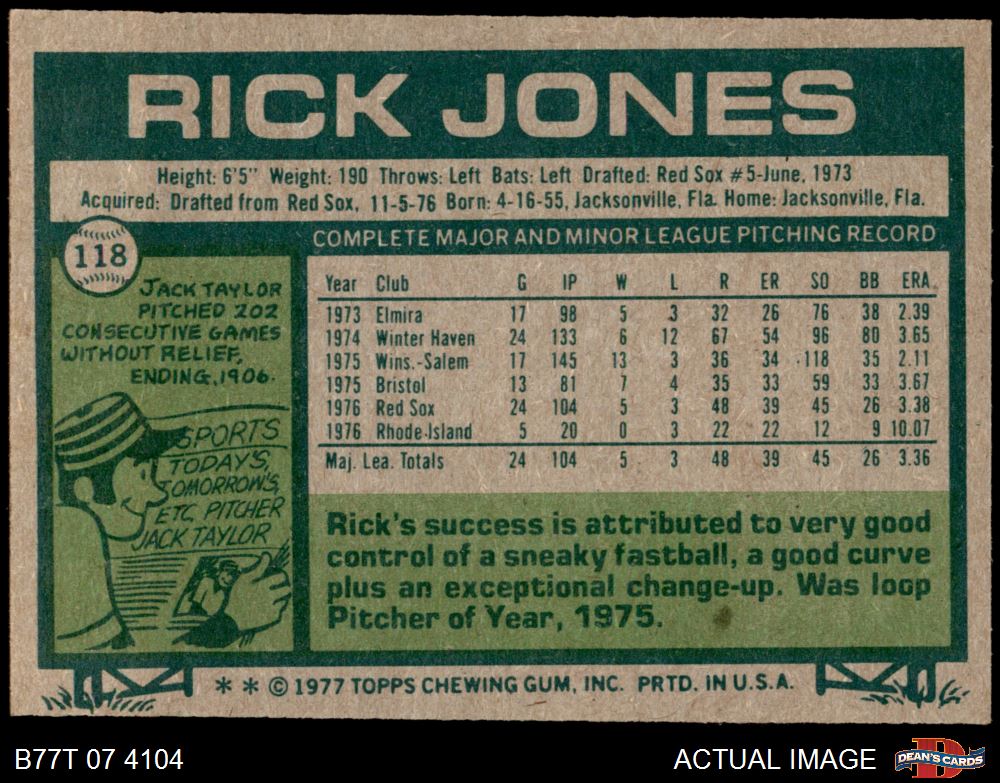 RICK JONES
Height: 6'5" Weight: 190 Throws: Left Bats: Left Drafted: Red Sox #5-June, 1973
Acquired: Drafted from Red Sox, 11-5-76 Born: 4-16-55, Jacksonville, Fla. Home: Jacksonville, Fla.
118
JACK TAYLOR
PITCHED 202
CONSECUTIVE GAMES
WITHOUT RELIEF,
ENDING, 1906.
SPORTS
TODAY'S,
TOMORROW'S,
ETC. PITCHER
JACK TAYLOR
COMPLETE MAJOR AND MINOR LEAGUE PITCHING RECORD
Year Club G IP W L R ER SO BB ERA
1973 Elmira 17 98 5 3 32 26 76 38 2.39
1974 Winter Haven 24 133 6 12 67 54 96 80 3.65
1975 Wins.-Salem 17 145 13 3 36 34 118 35 2.11
1975 Bristol 13 81 7 4 35 33 59 33 3.67
1976 Red Sox 24 104 5 3 48 39 45 26 3.38
1976 Rhode Island 5 20 0 3 22 22 12 9 10.07
Maj. Lea. Totals 24 104 5 3 48 39 45 26 3.36
Rick's success is attributed to very good
control of a sneaky fastball, a good curve
plus an exceptional change-up. Was loop
Pitcher of Year, 1975.
* * © 1977 TOPPS CHEWING GUM, INC. PRTD. IN U.S.A.
B77T 07 4104
ACTUAL IMAGE
D
DEAN'S CARDS